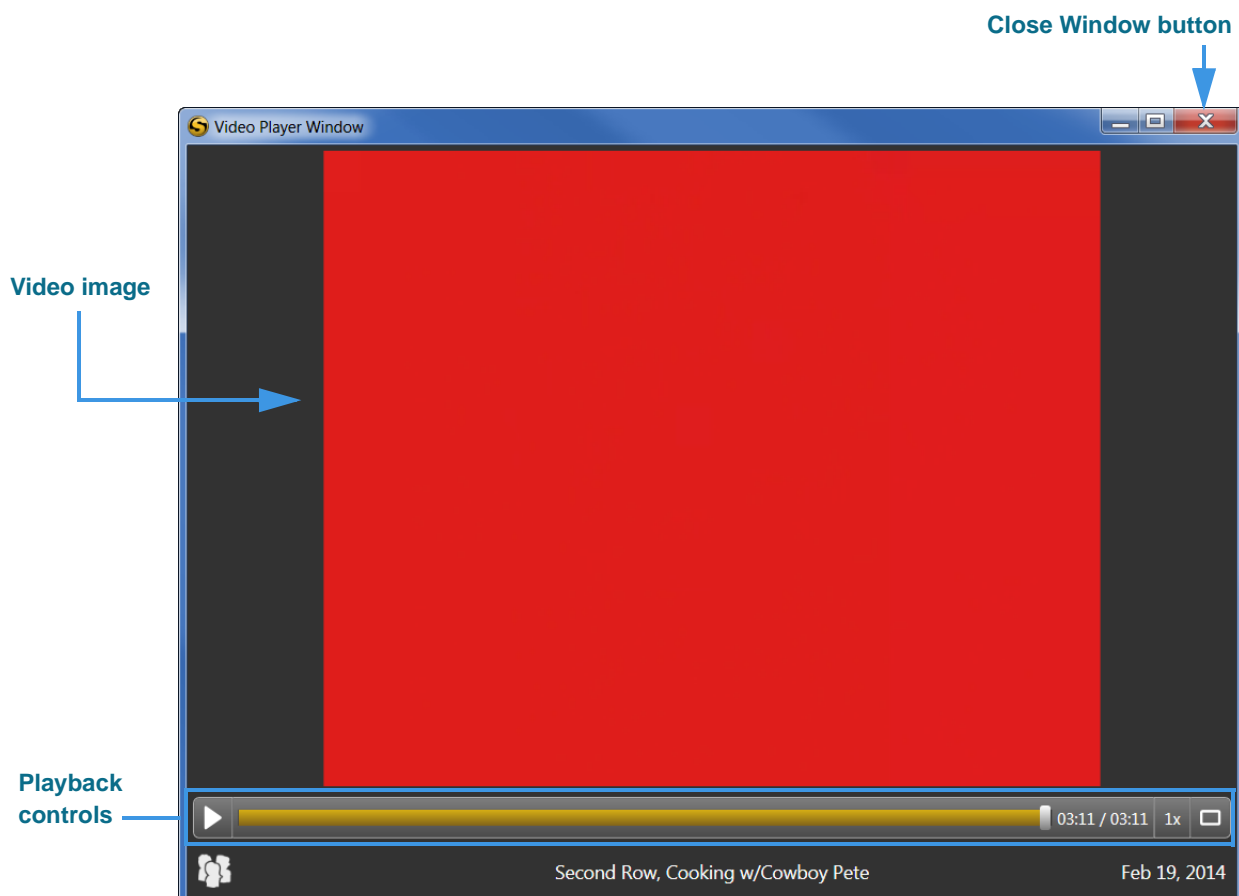 Close Window button
Video Player Window
Video image
Playback
controls
03:11 / 03:11 1x
Second Row, Cooking w/Cowboy Pete
Feb 19, 2014